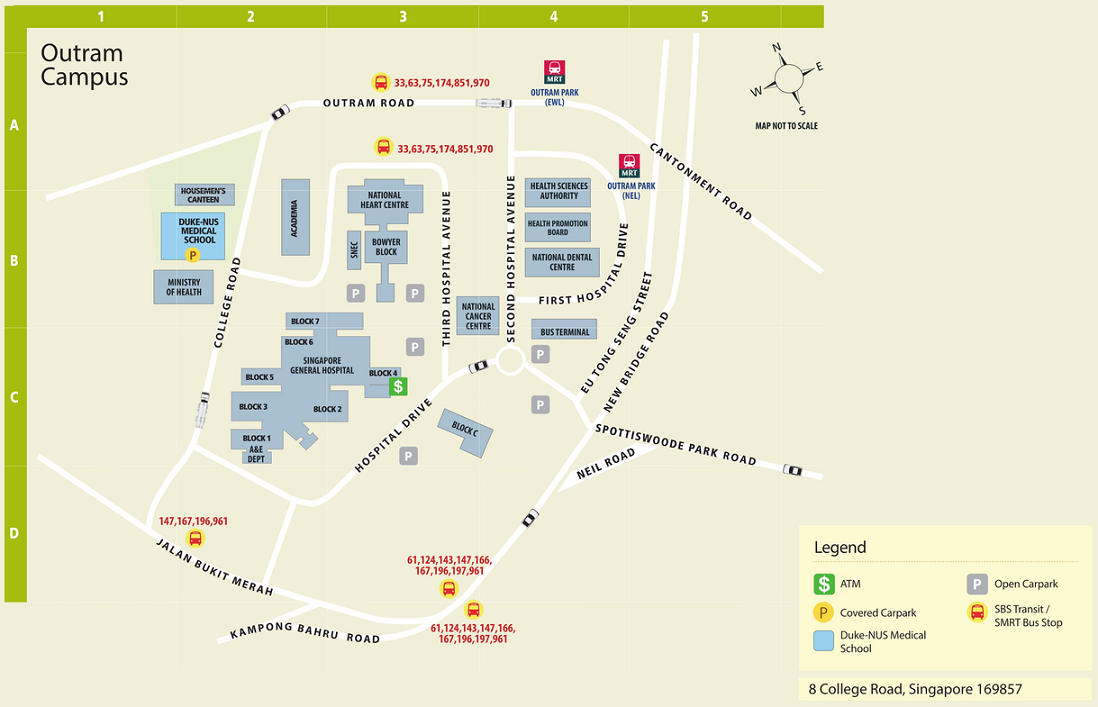 1
2
3
4
5
A
B
C
D
Outram
Campus
33,63,75,174,851,970
OUTRAM ROAD
MRT
OUTRAM PARK
(EWL)
N
E
W
S
MAP NOT TO SCALE
33,63,75,174,851,970
MRT
OUTRAM PARK
(NEL)
CANTONMENT ROAD
HOUSEMEN'S
CANTEEN
DUKE-NUS
MEDICAL
SCHOOL
P
MINISTRY
OF HEALTH
ACADEMIA
NATIONAL
HEART CENTRE
SNEC
BOWYER
BLOCK
P
P
THIRD HOSPITAL AVENUE
SECOND HOSPITAL AVENUE
HEALTH SCIENCES
AUTHORITY
HEALTH PROMOTION
BOARD
NATIONAL DENTAL
CENTRE
FIRST HOSPITAL DRIVE
NATIONAL
CANCER
CENTRE
BUS TERMINAL
P
P
P
COLLEGE ROAD
EU TONG SENG STREET
NEW BRIDGE ROAD
BLOCK 7
BLOCK 6
SINGAPORE
GENERAL HOSPITAL
BLOCK 5
BLOCK 4
$
BLOCK 3
BLOCK 2
BLOCK 1
A&E
DEPT
HOSPITAL DRIVE
P
BLOCK C
SPOTTISWOODE PARK ROAD
NEIL ROAD
147,167,196,961
JALAN BUKIT MERAH
61,124,143,147,166,
167,196,197,961
61,124,143,147,166,
167,196,197,961
KAMPONG BAHRU ROAD
Legend
$ ATM
P Open Carpark
P Covered Carpark
SBS Transit /
SMRT Bus Stop
Duke-NUS Medical
School
8 College Road, Singapore 169857